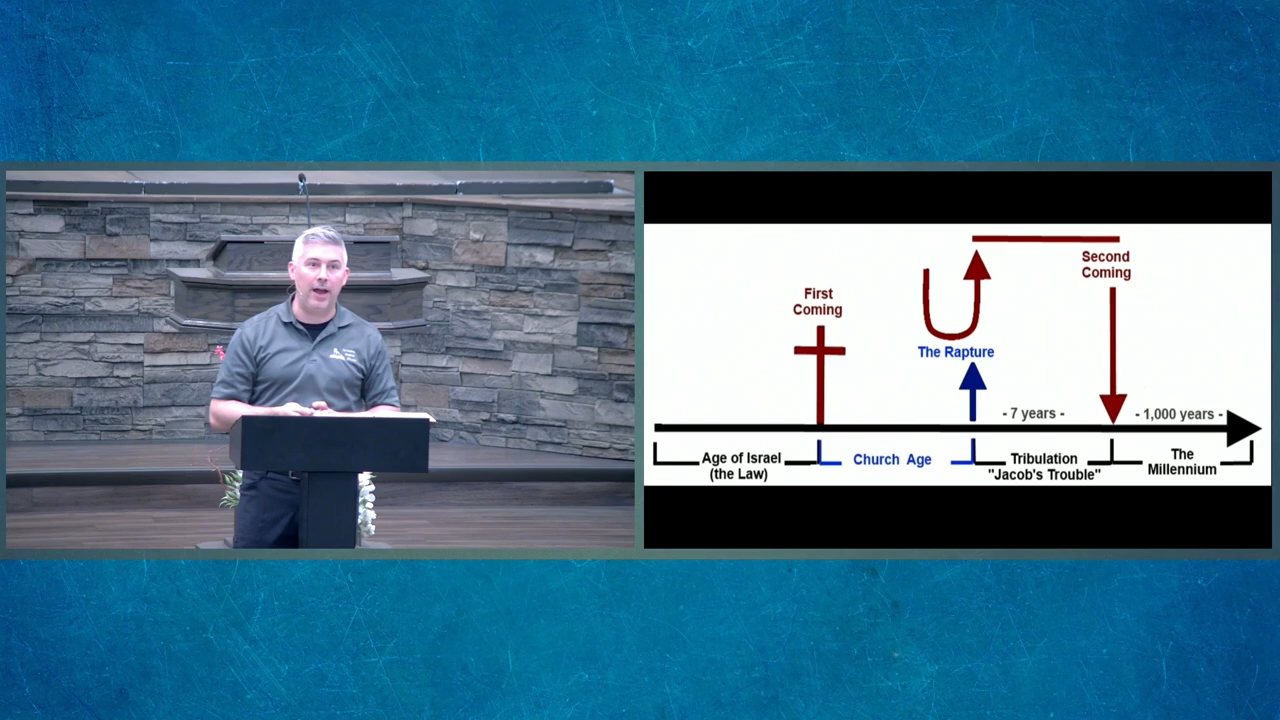 First
Coming
The Rapture
Second
Coming
- 7 years -
- 1,000 years -
Age of Israel
(the Law)
Church Age
Tribulation
"Jacob's Trouble"
The
Millennium